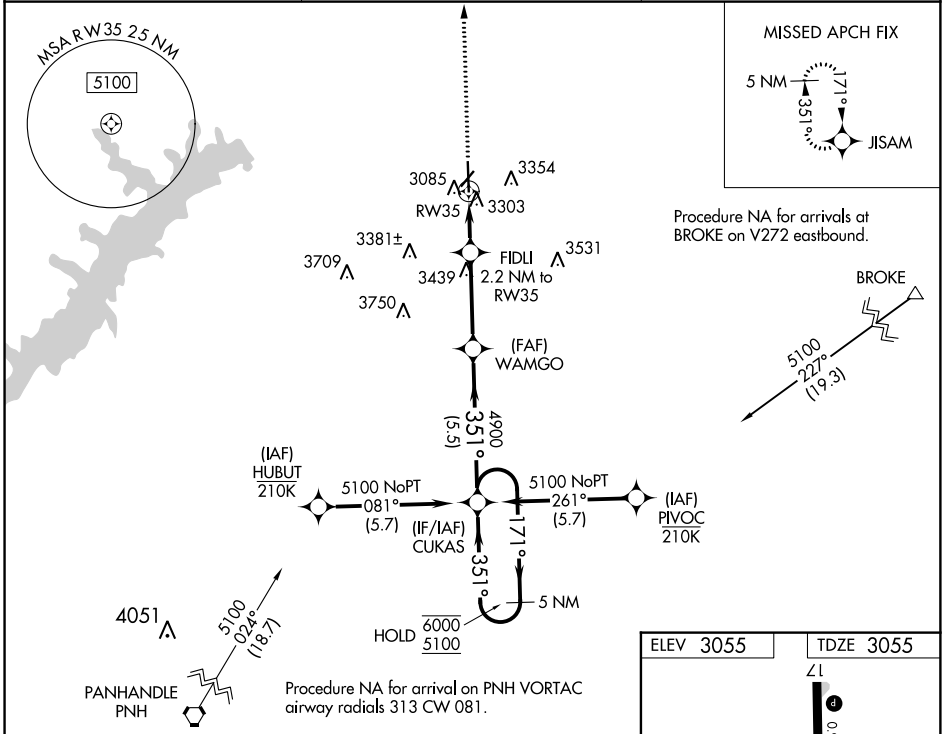 MSA RW35 25 NM
5100
MISSED APCH FIX
5 NM
171°
351°
JISAM
3085
3354
RW35
3303
Procedure NA for arrivals at
BROKE on V272 eastbound.
3381±
3709
3439
FIDLI
2.2 NM to
RW35
3531
3750
BROKE
5100
227°
(19.3)
(FAF)
WAMGO
4900
351°
(5.5)
(IAF)
HUBUT
210K
5100 NoPT
081°
(5.7)
(IF/IAF)
CUKAS
5100 NoPT
261°
(5.7)
(IAF)
PIVOC
210K
171°
351°
5 NM
HOLD
6000
5100
4051
5100
024°
(18.7)
PANHANDLE
PNH
Procedure NA for arrival on PNH VORTAC
airway radials 313 CW 081.
ELEV 3055
TDZE 3055
17
P